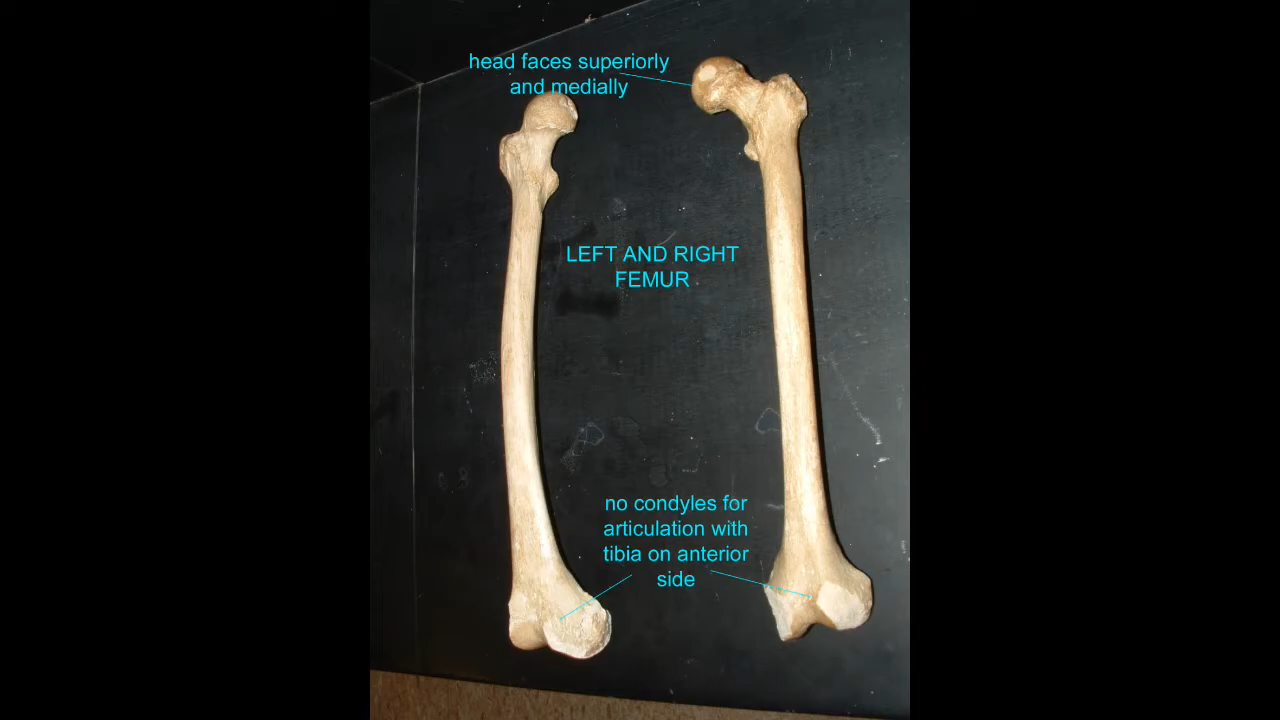 head faces superiorly
and medially
LEFT AND RIGHT
FEMUR
no condyles for
articulation with
tibia on anterior
side